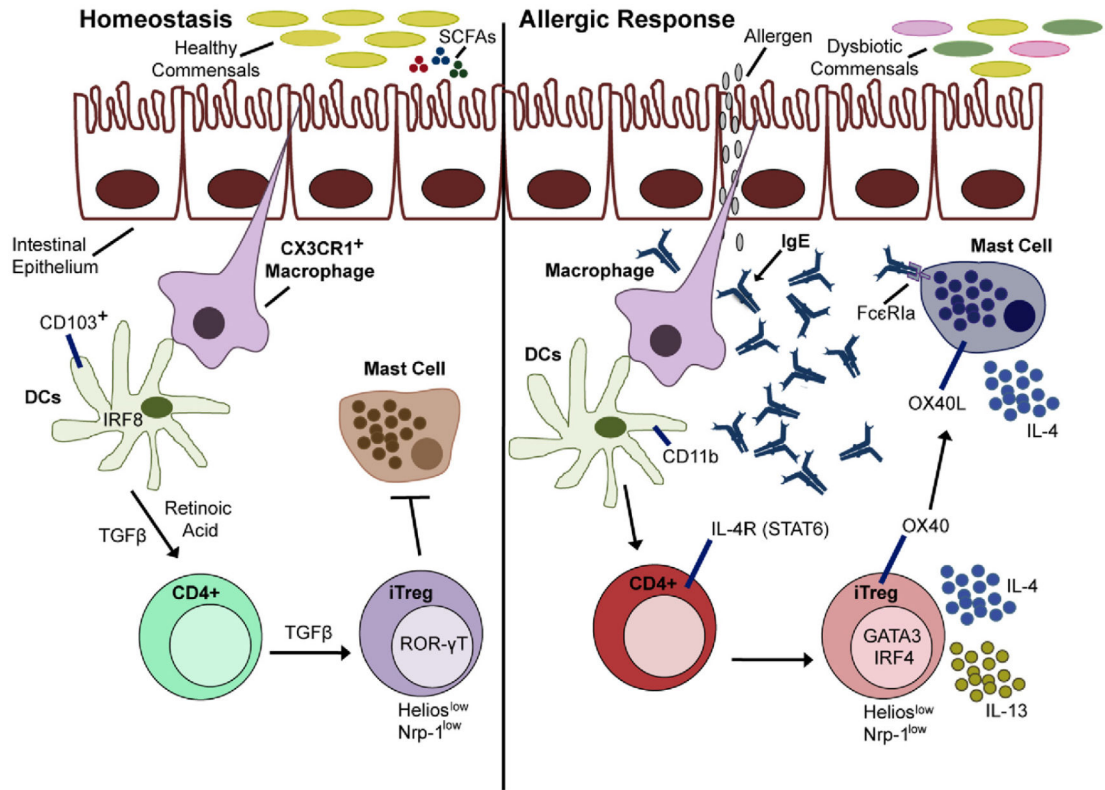 Homeostasis
Healthy
Commensals
SCFAs
Intestinal
Epithelium
CX3CR1+
Macrophage
CD103+
DCs
IRF8
Mast Cell
Retinoic
Acid
TGFβ
CD4+
TGFβ
iTreg
ROR-γT
Helioslow
Nrp-1low
Allergic Response
Allergen
Dysbiotic
Commensals
Macrophage
IgE
Mast Cell
FcεRIa
DCs
OX40L
IL-4
CD11b
IL-4R (STAT6)
OX40
CD4+
iTreg
IL-4
GATA3
IRF4
IL-13
Helioslow
Nrp-1low